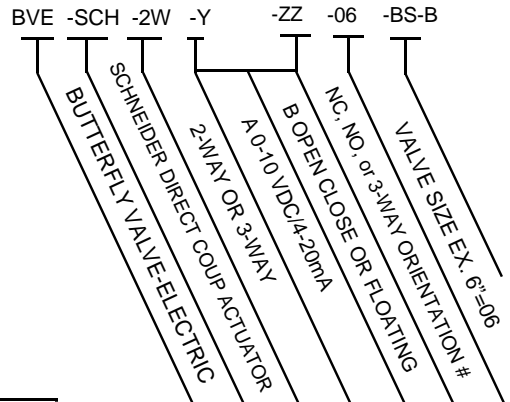 BVE -SCH -2W -Y -ZZ -06 -BS-B
BUTTERFLY VALVE-ELECTRIC
SCHNEIDER DIRECT COUP ACTUATOR
2-WAY OR 3-WAY
A 0-10 VDC/4-20mA
B OPEN CLOSE OR FLOATING
NC, NO, or 3-WAY ORIENTATION #
VALVE SIZE EX. 6"=06